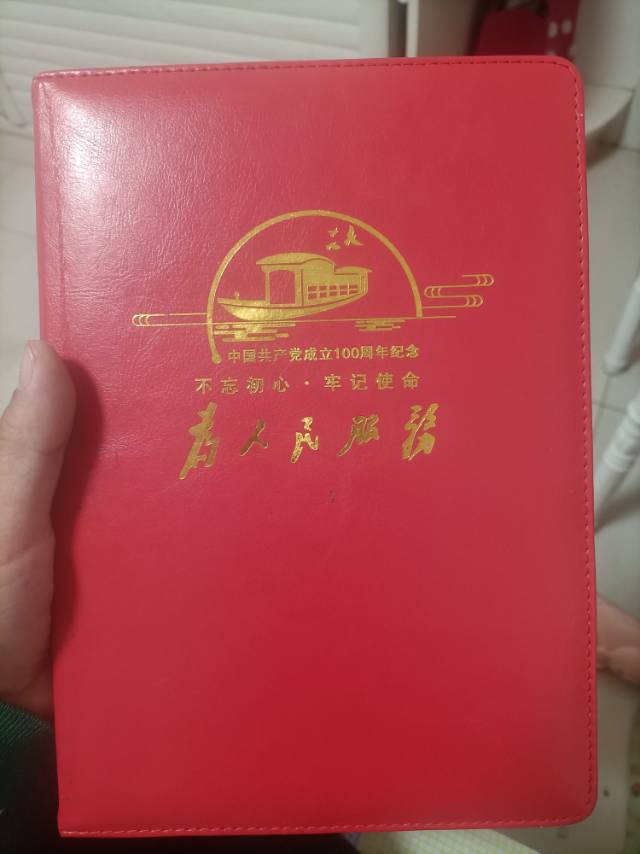 中国共产党成立100周年纪念
不忘初心·牢记使命
为人民服务